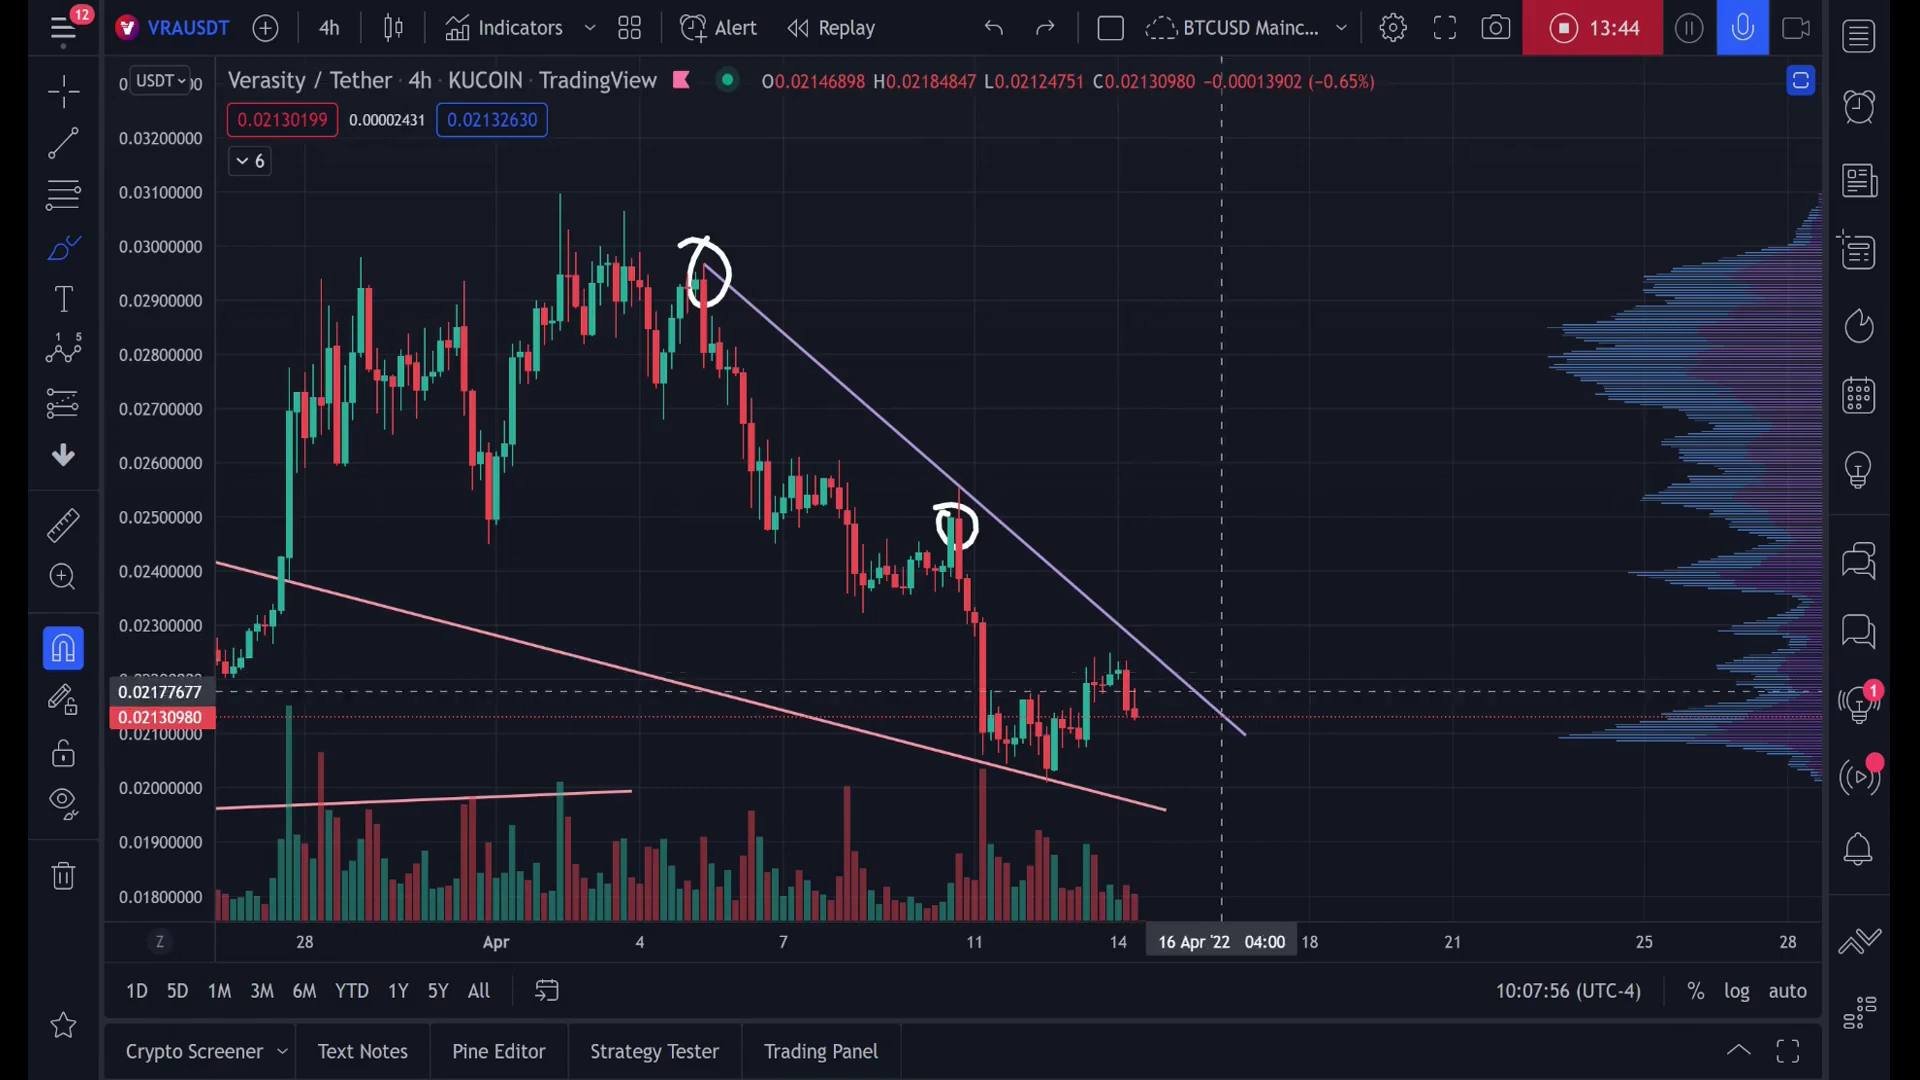 12
VRAUSDT
4h
Indicators
Alert
Replay
BTCUSD Mainc...
13:44
USDT
Verasity / Tether · 4h · KUCOIN · TradingView
O0.02146898 H0.02184847 L0.02124751 C0.02130980 −0.00013902 (−0.65%)
0.02130199 0.00002431 0.02132630
6
0.03200000
0.03100000
0.03000000
0.02900000
0.02800000
0.02700000
0.02600000
0.02500000
0.02400000
0.02300000
0.02177677
0.02130980
0.02100000
0.02000000
0.01900000
0.01800000
1 5
1
Z
28 Apr 4 7 11 14 16 Apr '22 04:00 18 21 25 28
1D 5D 1M 3M 6M YTD 1Y 5Y All
10:07:56 (UTC-4) % log auto
Crypto Screener Text Notes Pine Editor Strategy Tester Trading Panel